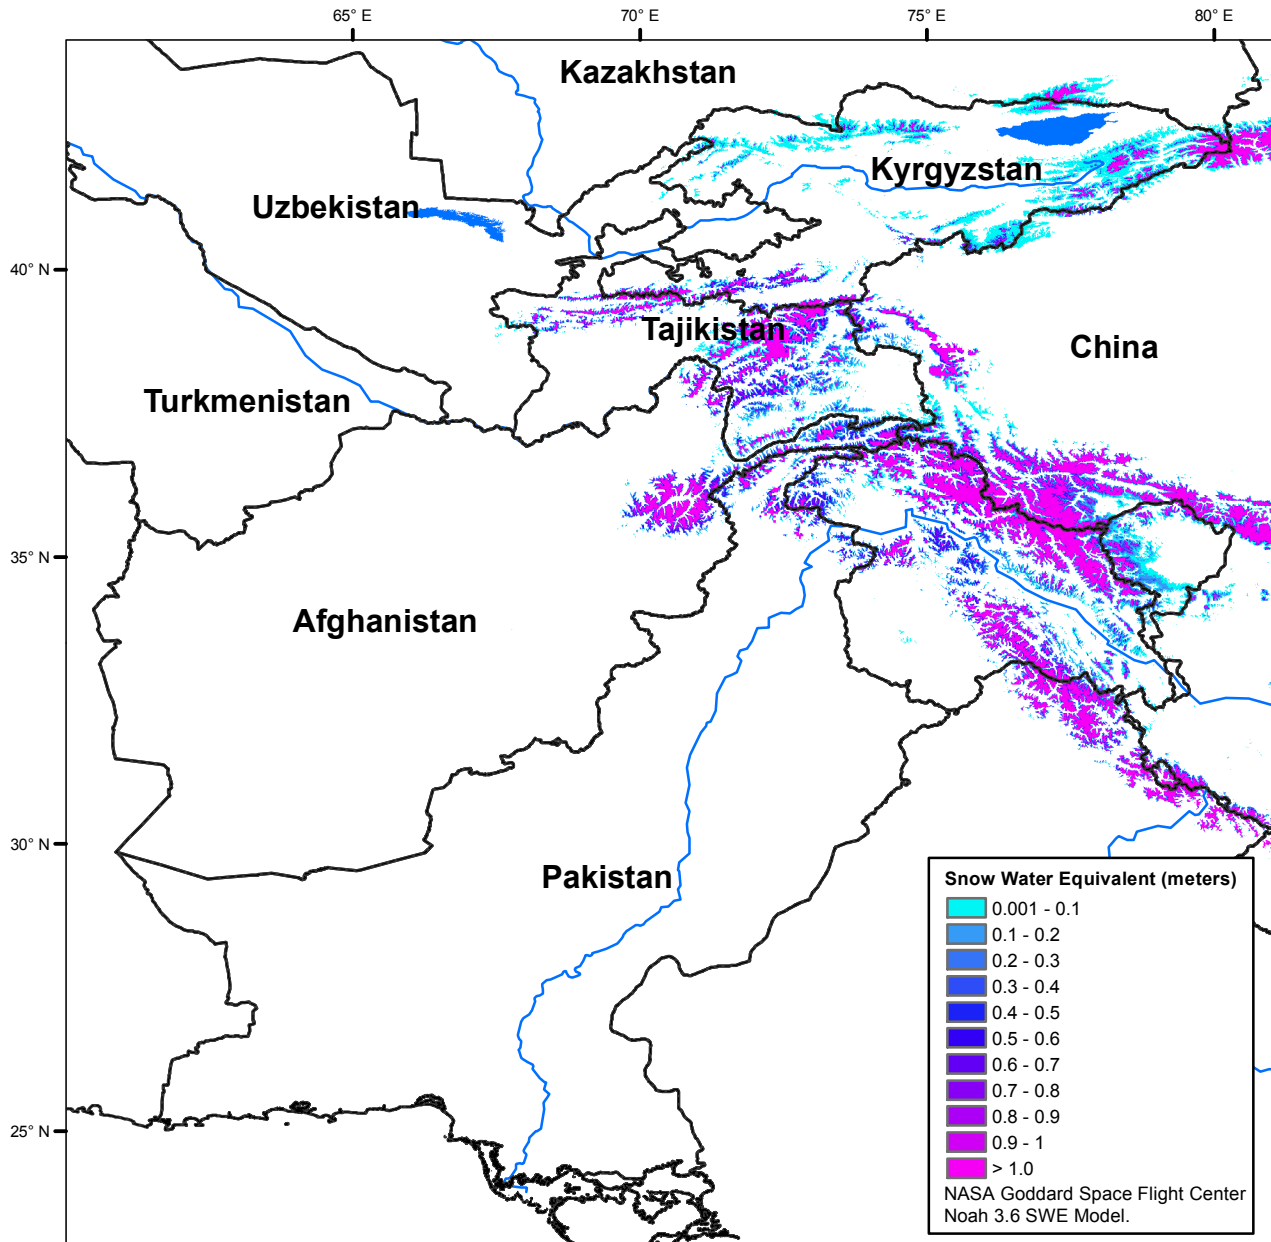 65° E
70° E
75° E
80° E
Kazakhstan
Kyrgyzstan
Uzbekistan
40° N
Tajikistan
China
Turkmenistan
35° N
Afghanistan
30° N
Pakistan
25° N
Snow Water Equivalent (meters)
0.001 - 0.1
0.1 - 0.2
0.2 - 0.3
0.3 - 0.4
0.4 - 0.5
0.5 - 0.6
0.6 - 0.7
0.7 - 0.8
0.8 - 0.9
0.9 - 1
> 1.0
NASA Goddard Space Flight Center
Noah 3.6 SWE Model.